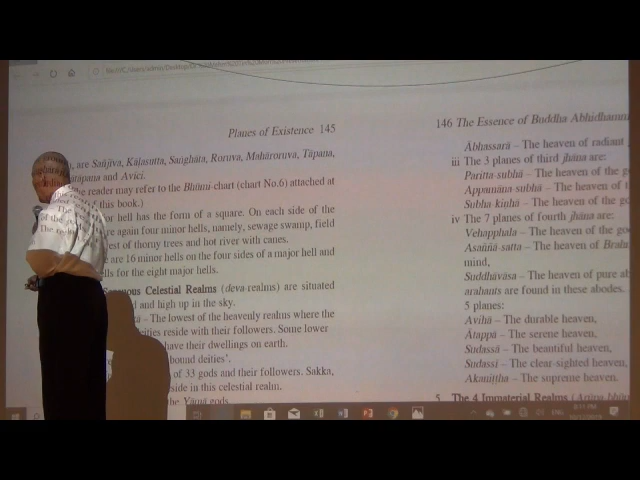 Planes of Existence 145
are Sañjīva, Kāḷasutta, Saṅghāta, Roruva, Mahāroruva, Tāpana,
and Avīci.
reader may refer to the Bhūmi-chart (chart No.6) attached at
of this book.)
hell has the form of a square. On each side of the
are again four minor hells, namely, sewage swamp, field
of thorny trees and hot river with canes.
are 16 minor hells on the four sides of a major hell and
for the eight major hells.
Celestial Realms (deva-realms) are situated
and high up in the sky.
– The lowest of the heavenly realms where the
deities reside with their followers. Some lower
have their dwellings on earth.
bound deities'.
of 33 gods and their followers. Sakka,
in this celestial realm.
the Yāmā gods
146 The Essence of Buddha Abhidhamma
Ābhassarā – The heaven of radiant
iii The 3 planes of third jhāna are:
Paritta-subhā – The heaven of the
Appamāna-subhā – The heaven of
Subha-kiṇhā – The heaven of the
iv The 7 planes of fourth jhāna are:
Vehapphala – The heaven of the
Asañña-satta – The heaven of
mind,
Suddhāvāsa – The heaven of pure
arahants are found in these abodes.
5 planes:
Avihā – The durable heaven,
Ātappā – The serene heaven,
Sudassā – The beautiful heaven,
Sudassī – The clear-sighted heaven,
Akaniṭṭha – The supreme heaven.
5 The 4 Immaterial Realms
ENG